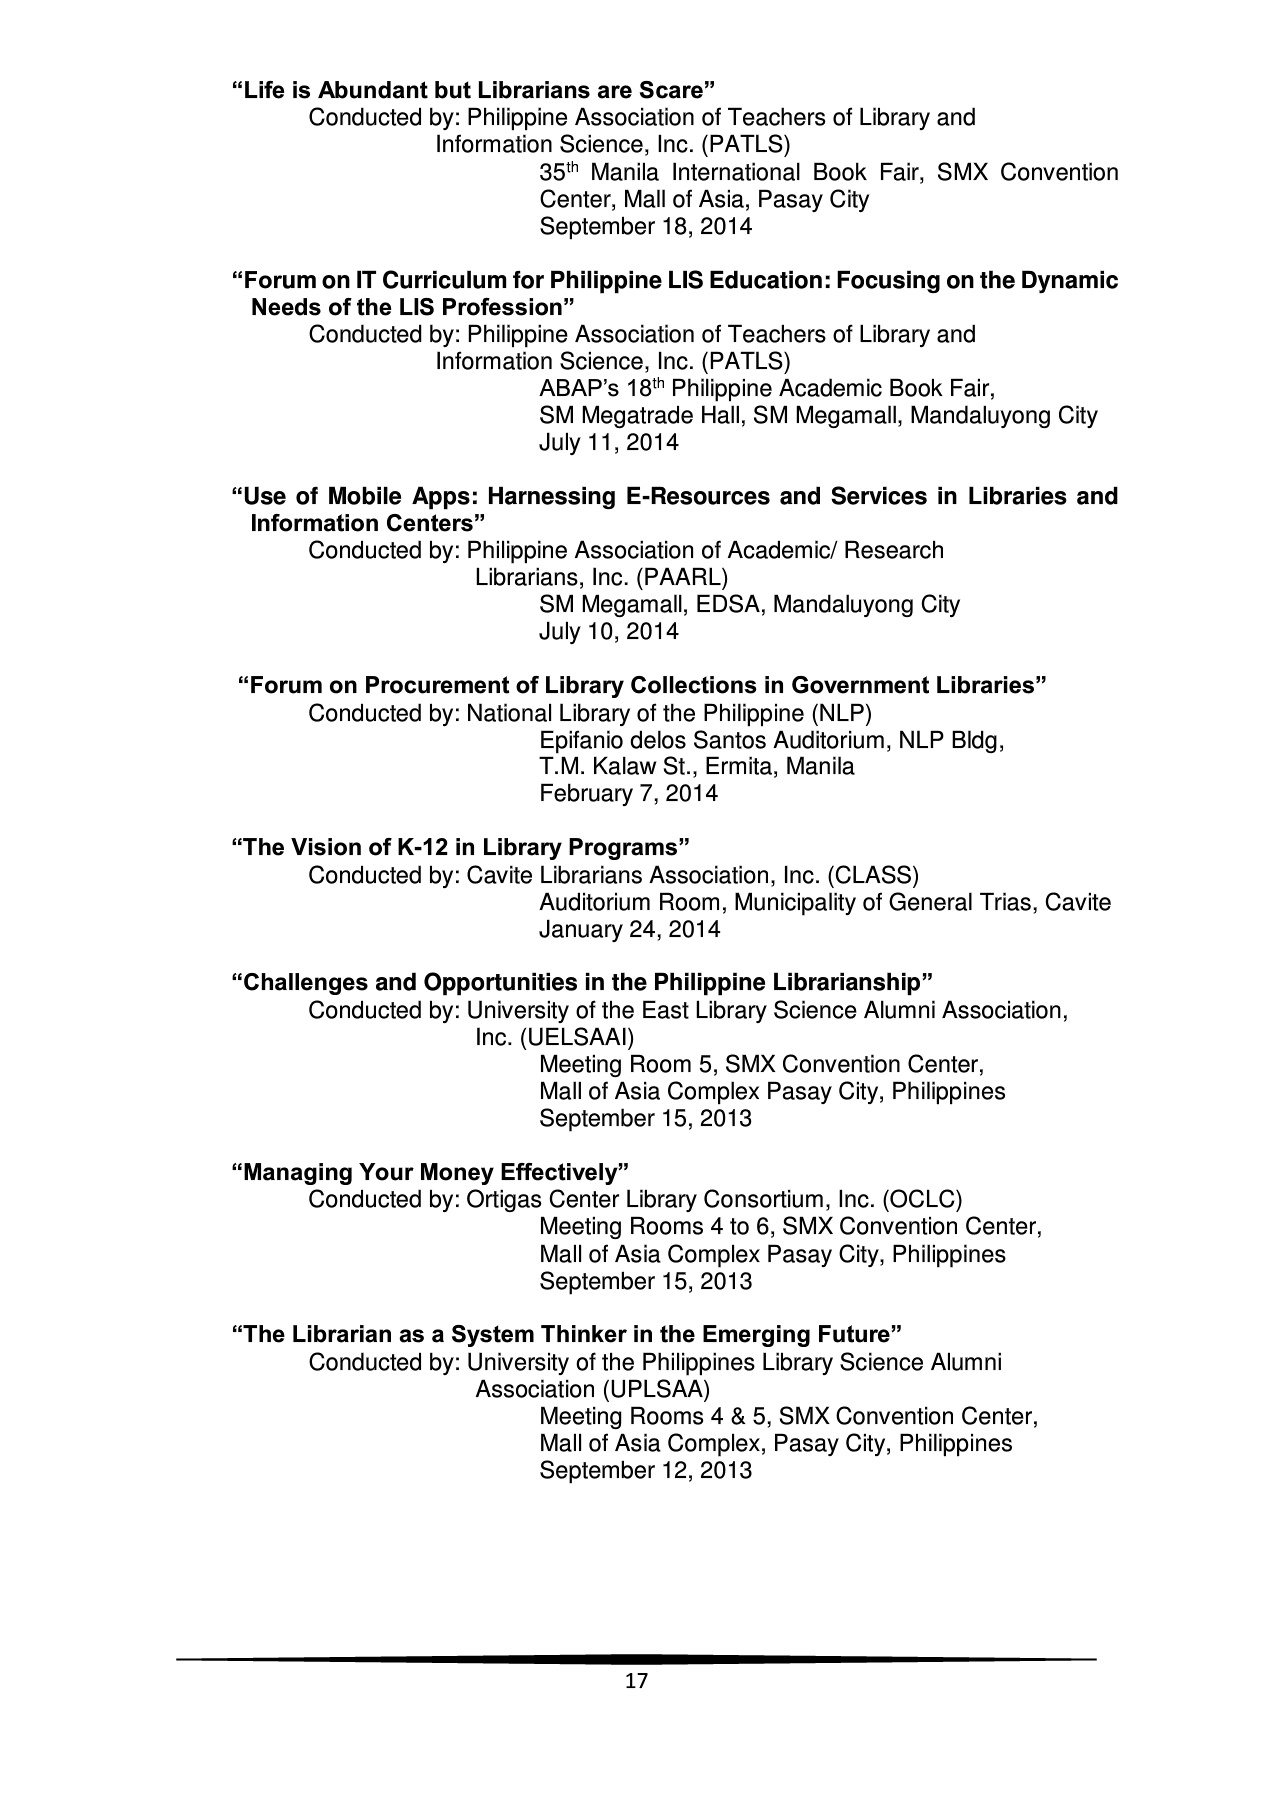 “Life is Abundant but Librarians are Scare”
Conducted by: Philippine Association of Teachers of Library and
Information Science, Inc. (PATLS)
35th Manila International Book Fair, SMX Convention
Center, Mall of Asia, Pasay City
September 18, 2014
“Forum on IT Curriculum for Philippine LIS Education: Focusing on the Dynamic
Needs of the LIS Profession”
Conducted by: Philippine Association of Teachers of Library and
Information Science, Inc. (PATLS)
ABAP’s 18th Philippine Academic Book Fair,
SM Megatrade Hall, SM Megamall, Mandaluyong City
July 11, 2014
“Use of Mobile Apps: Harnessing E-Resources and Services in Libraries and
Information Centers”
Conducted by: Philippine Association of Academic/ Research
Librarians, Inc. (PAARL)
SM Megamall, EDSA, Mandaluyong City
July 10, 2014
“Forum on Procurement of Library Collections in Government Libraries”
Conducted by: National Library of the Philippine (NLP)
Epifanio delos Santos Auditorium, NLP Bldg,
T.M. Kalaw St., Ermita, Manila
February 7, 2014
“The Vision of K-12 in Library Programs”
Conducted by: Cavite Librarians Association, Inc. (CLASS)
Auditorium Room, Municipality of General Trias, Cavite
January 24, 2014
“Challenges and Opportunities in the Philippine Librarianship”
Conducted by: University of the East Library Science Alumni Association,
Inc. (UELSAAI)
Meeting Room 5, SMX Convention Center,
Mall of Asia Complex Pasay City, Philippines
September 15, 2013
“Managing Your Money Effectively”
Conducted by: Ortigas Center Library Consortium, Inc. (OCLC)
Meeting Rooms 4 to 6, SMX Convention Center,
Mall of Asia Complex Pasay City, Philippines
September 15, 2013
“The Librarian as a System Thinker in the Emerging Future”
Conducted by: University of the Philippines Library Science Alumni
Association (UPLSAA)
Meeting Rooms 4 & 5, SMX Convention Center,
Mall of Asia Complex, Pasay City, Philippines
September 12, 2013
17